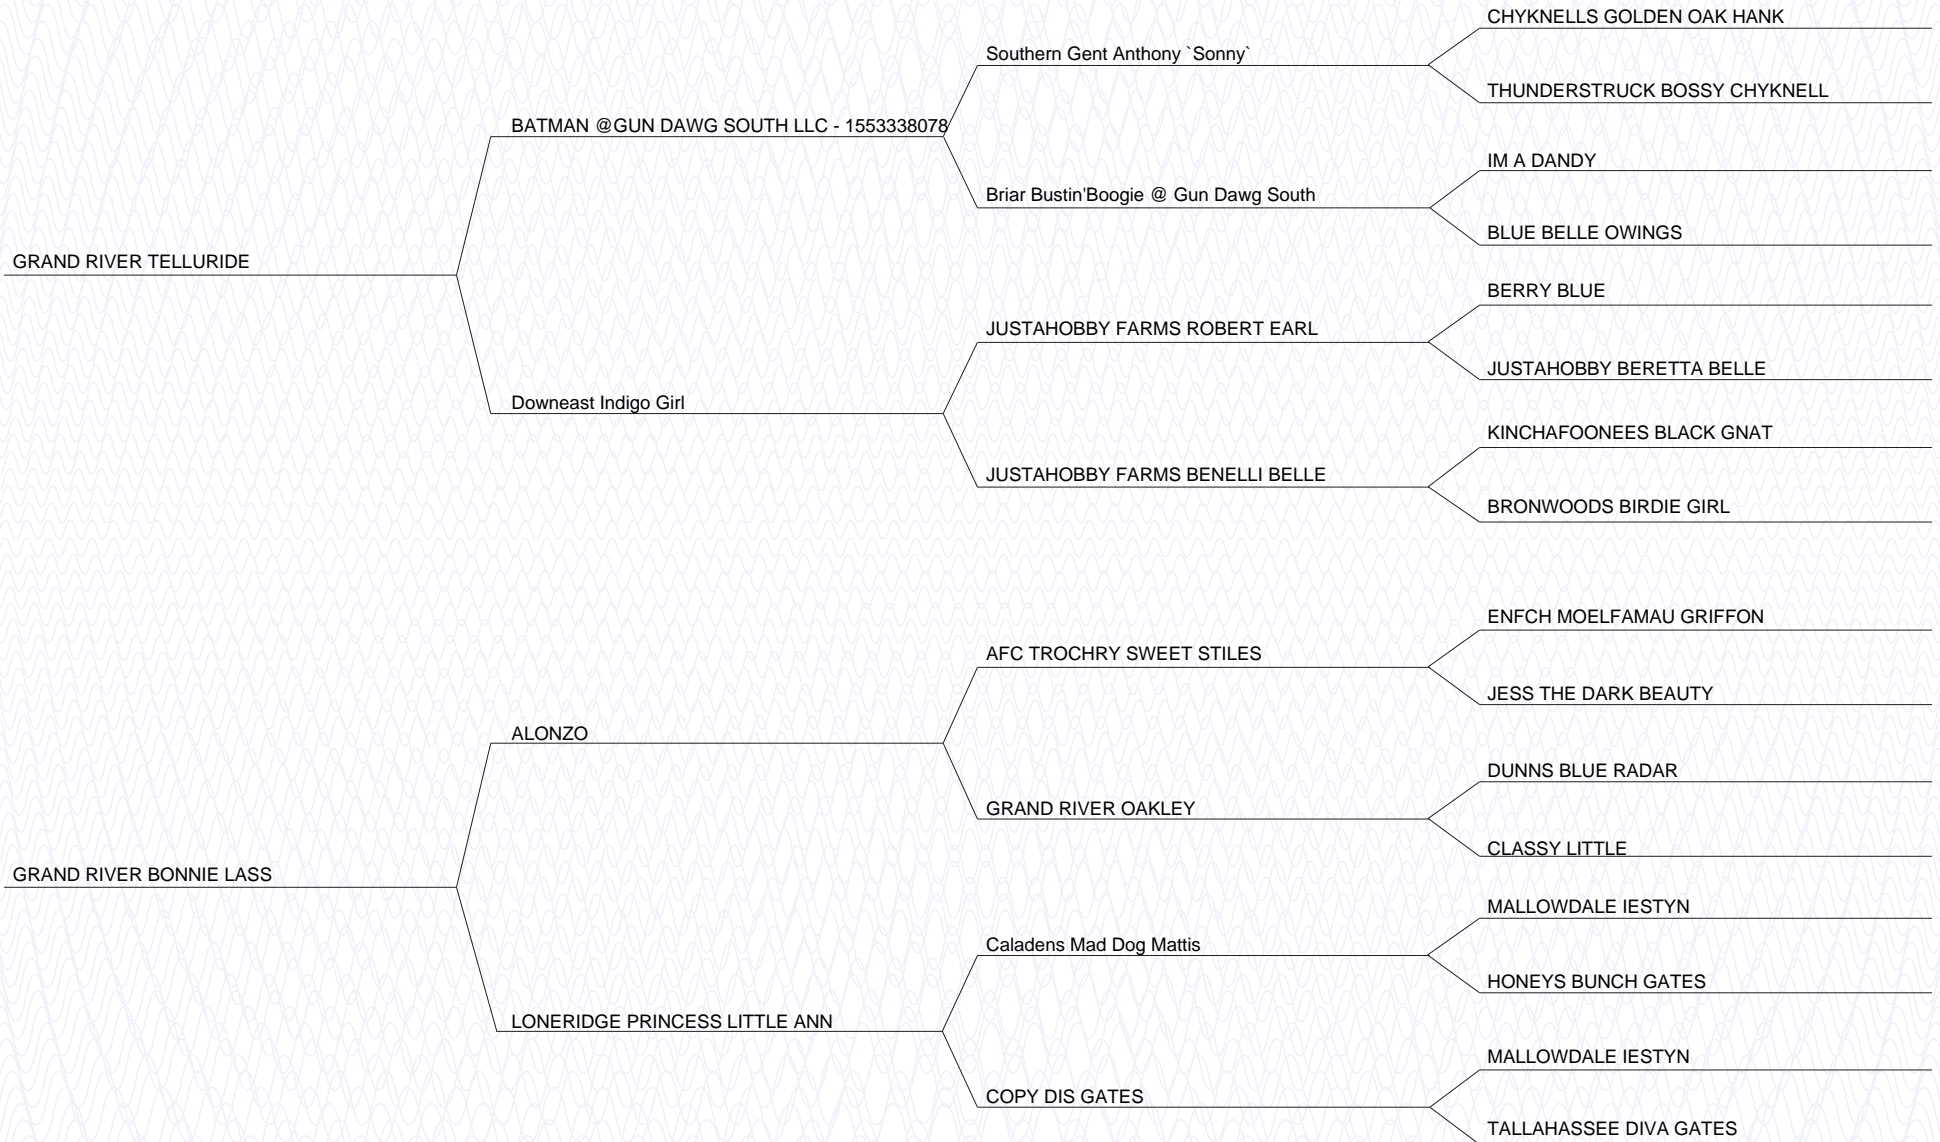 CHYKNELLS GOLDEN OAK HANK
Southern Gent Anthony `Sonny`
THUNDERSTRUCK BOSSY CHYKNELL
BATMAN @GUN DAWG SOUTH LLC - 1553338078
IM A DANDY
Briar Bustin'Boogie @ Gun Dawg South
BLUE BELLE OWINGS
GRAND RIVER TELLURIDE
BERRY BLUE
JUSTAHOBBY FARMS ROBERT EARL
JUSTAHOBBY BERETTA BELLE
Downeast Indigo Girl
KINCHAFOONEES BLACK GNAT
JUSTAHOBBY FARMS BENELLI BELLE
BRONWOODS BIRDIE GIRL
ENFCH MOELFAMAU GRIFFON
AFC TROCHRY SWEET STILES
JESS THE DARK BEAUTY
ALONZO
DUNNS BLUE RADAR
GRAND RIVER OAKLEY
CLASSY LITTLE
GRAND RIVER BONNIE LASS
MALLOWDALE IESTYN
Caladens Mad Dog Mattis
HONEYS BUNCH GATES
LONERIDGE PRINCESS LITTLE ANN
MALLOWDALE IESTYN
COPY DIS GATES
TALLAHASSEE DIVA GATES